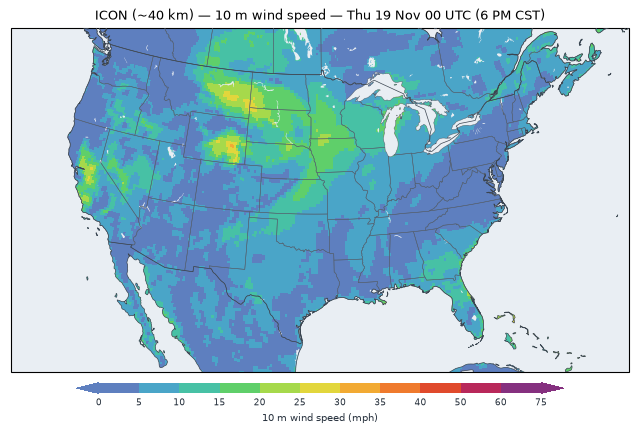 ICON (~40 km) — 10 m wind speed — Thu 19 Nov 00 UTC (6 PM CST)
0 5 10 15 20 25 30 35 40 50 60 75
10 m wind speed (mph)